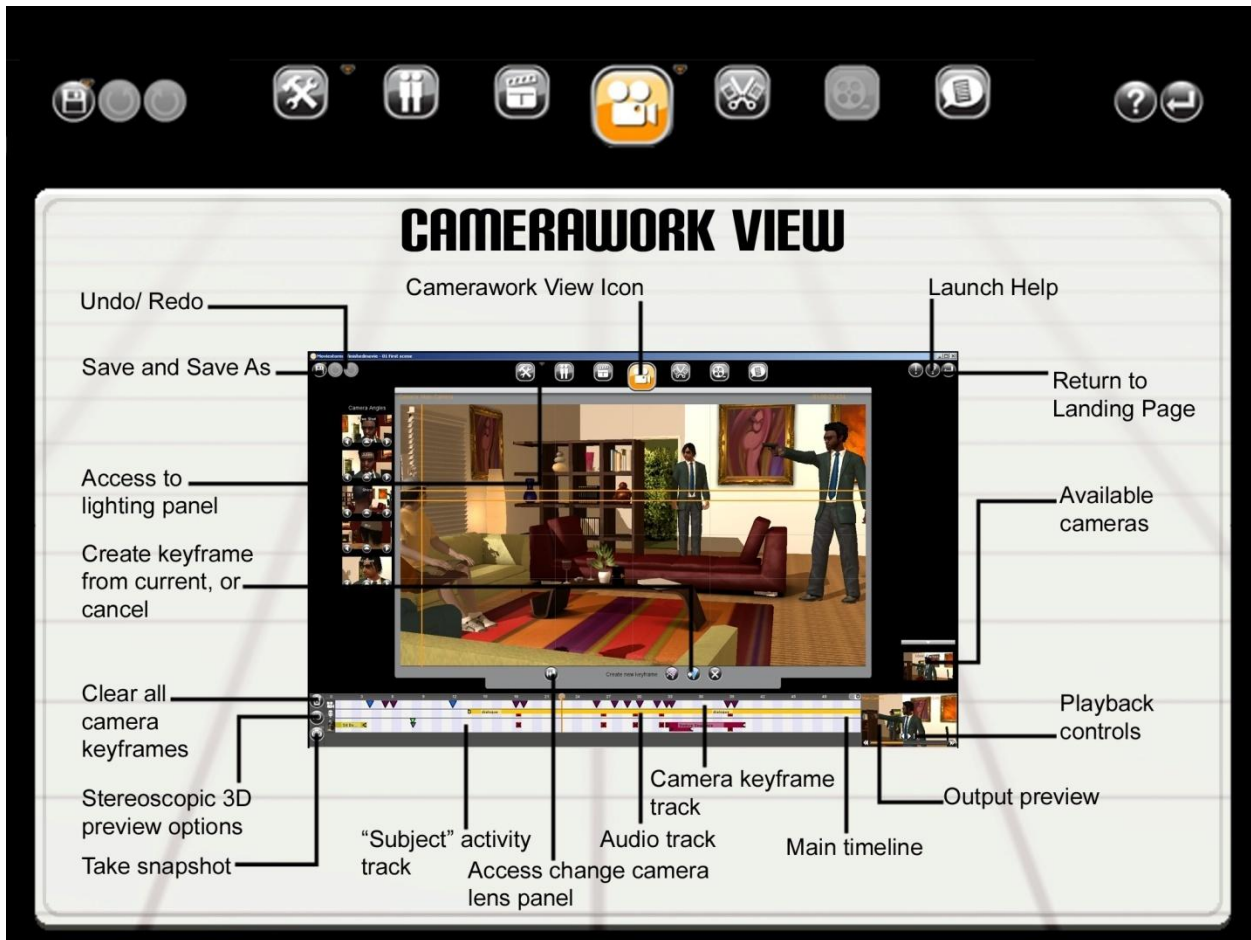 CAMERAWORK VIEW
Undo/ Redo
Camerawork View Icon
Launch Help
Save and Save As
Return to
Landing Page
Camera Angles
Access to
lighting panel
Available
cameras
Create keyframe
from current, or
cancel
Create new keyframe
Clear all
camera
keyframes
Playback
controls
dialogue
Stereoscopic 3D
preview options
Camera keyframe
track
Output preview
"Subject" activity
track
Audio track
Main timeline
Take snapshot
Access change camera
lens panel